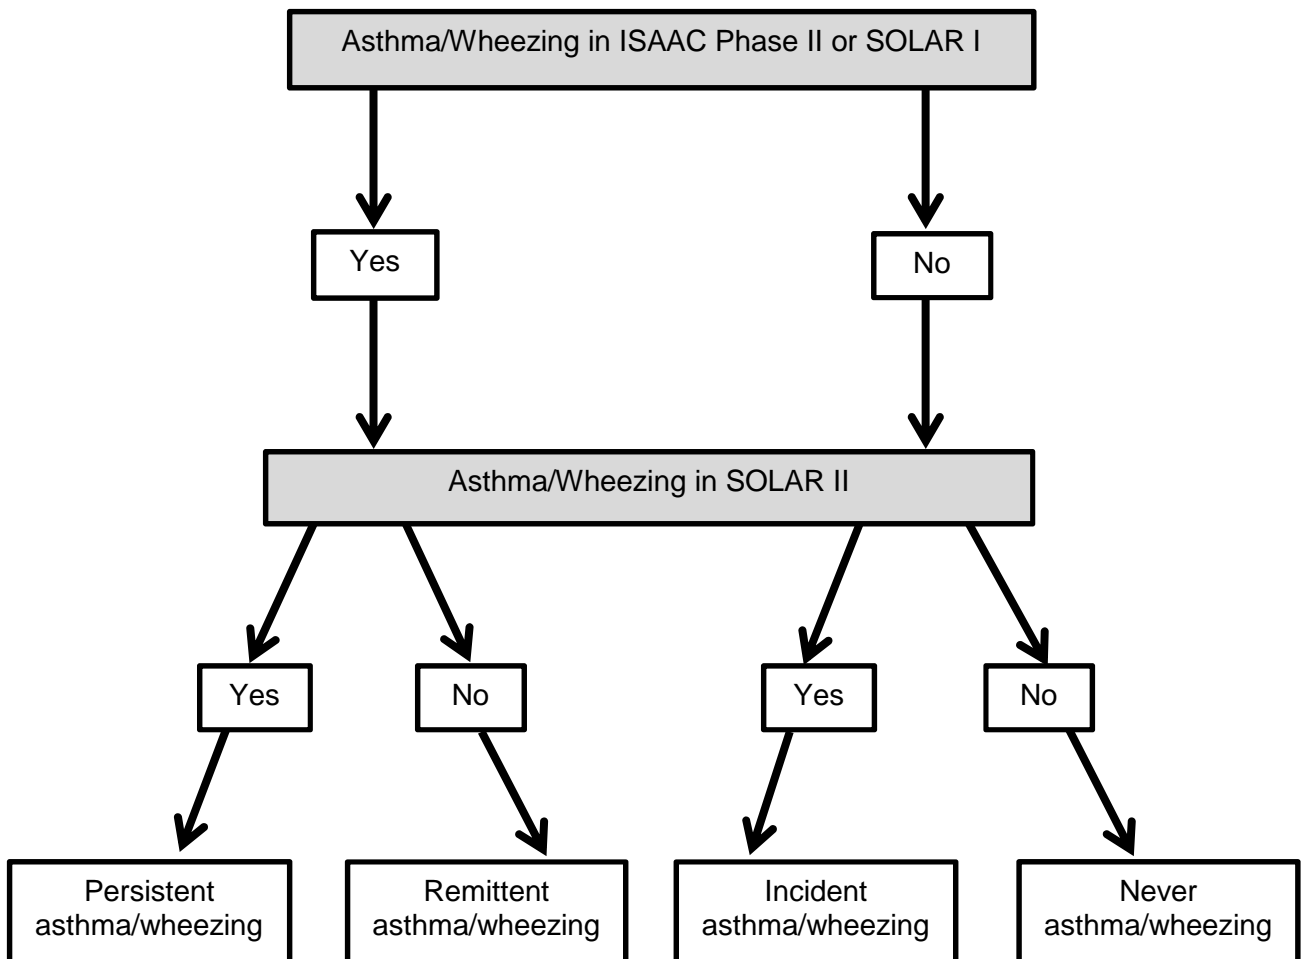 Asthma/Wheezing in ISAAC Phase II or SOLAR I
Yes
No
Asthma/Wheezing in SOLAR II
Yes
No
Yes
No
Persistent
asthma/wheezing
Remittent
asthma/wheezing
Incident
asthma/wheezing
Never
asthma/wheezing